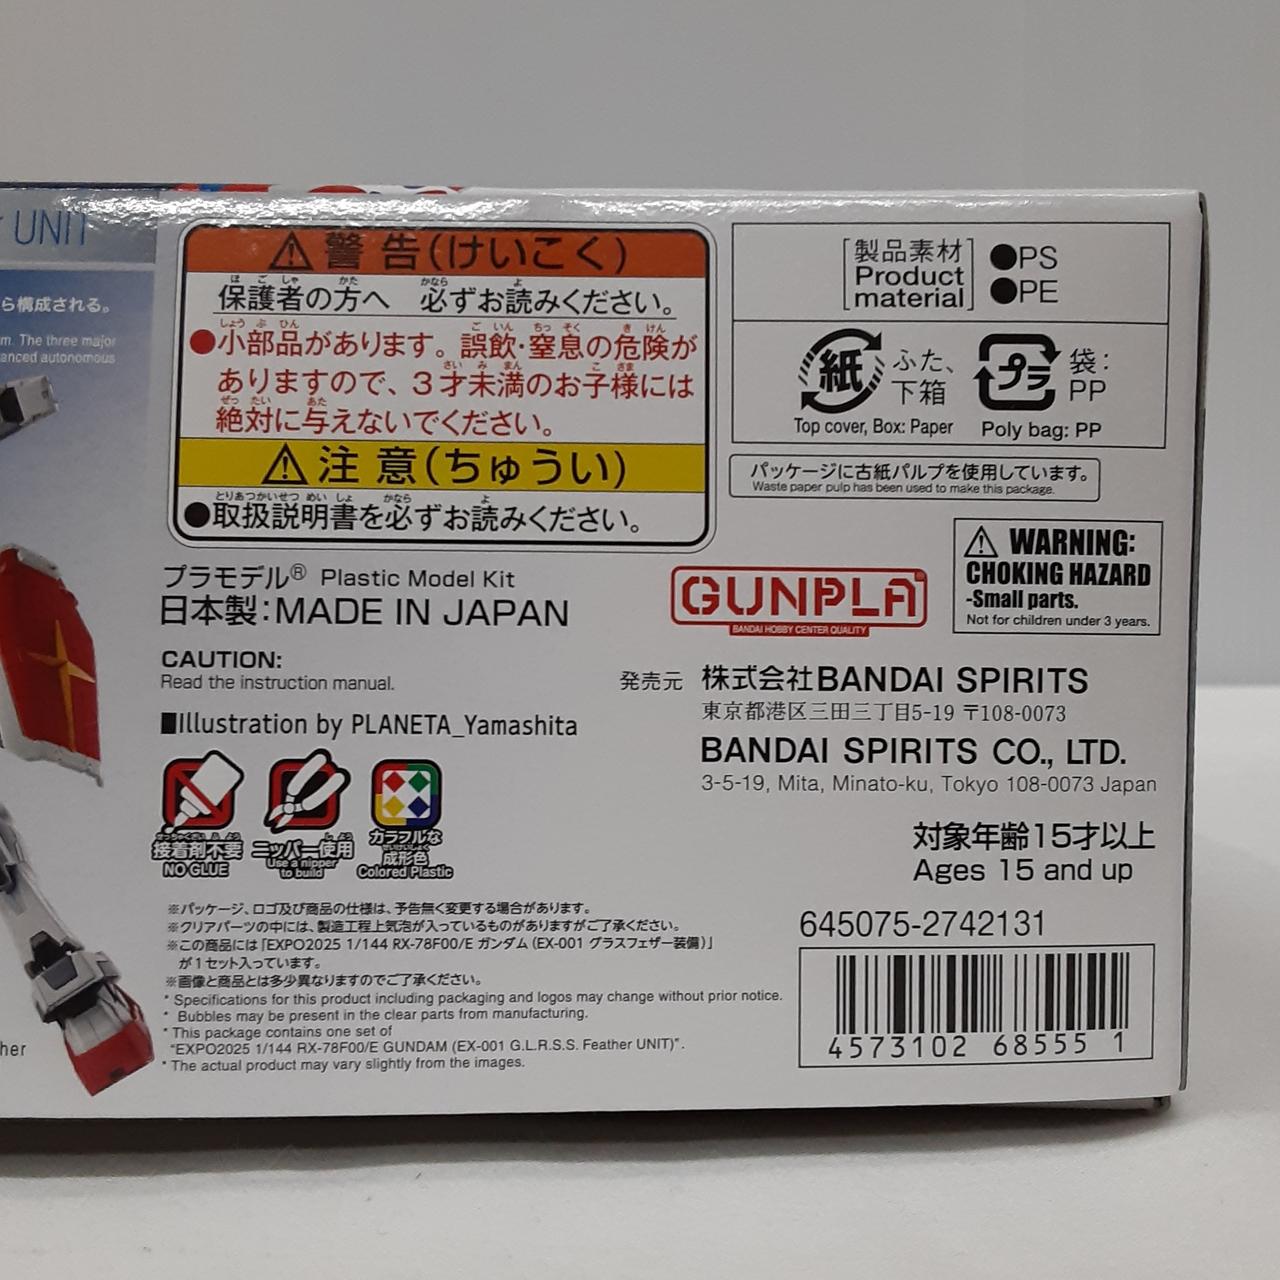 UNIT
ら構成される。
m. The three major
anced autonomous
her
警告(けいこく)
保護者の方へ 必ずお読みください。
●小部品があります。誤飲・窒息の危険が
ありますので、3才未満のお子様には
絶対に与えないでください。
注意(ちゅうい)
●取扱説明書を必ずお読みください。
[製品素材 Product material]
●PS
●PE
紙
ふた、
下箱
Top cover, Box: Paper
プラ
袋:
PP
Poly bag: PP
パッケージに古紙パルプを使用しています。
Waste paper pulp has been used to make this package.
プラモデル® Plastic Model Kit
日本製:MADE IN JAPAN
GUNPLA
BANDAI HOBBY CENTER QUALITY
WARNING:
CHOKING HAZARD
-Small parts.
Not for children under 3 years.
CAUTION:
Read the instruction manual.
■Illustration by PLANETA_Yamashita
発売元 株式会社BANDAI SPIRITS
東京都港区三田三丁目5-19 〒108-0073
BANDAI SPIRITS CO., LTD.
3-5-19, Mita, Minato-ku, Tokyo 108-0073 Japan
接着剤不要
NO GLUE
ニッパー使用
Use a nipper
to build
カラフルな
成形色
Colored Plastic
対象年齢15才以上
Ages 15 and up
※パッケージ、ロゴ及び商品の仕様は、予告無く変更する場合があります。
※クリアパーツの中には、製造工程上気泡が入っているものがありますがご了承ください。
※この商品には「EXPO2025 1/144 RX-78F00/E ガンダム (EX-001 グラスフェザー装備)」
が1セット入っています。
※画像と商品とは多少異なりますのでご了承ください。
* Specifications for this product including packaging and logos may change without prior notice.
* Bubbles may be present in the clear parts from manufacturing.
* This package contains one set of
"EXPO2025 1/144 RX-78F00/E GUNDAM (EX-001 G.L.R.S.S. Feather UNIT)".
* The actual product may vary slightly from the images.
645075-2742131
4573102 68555 1